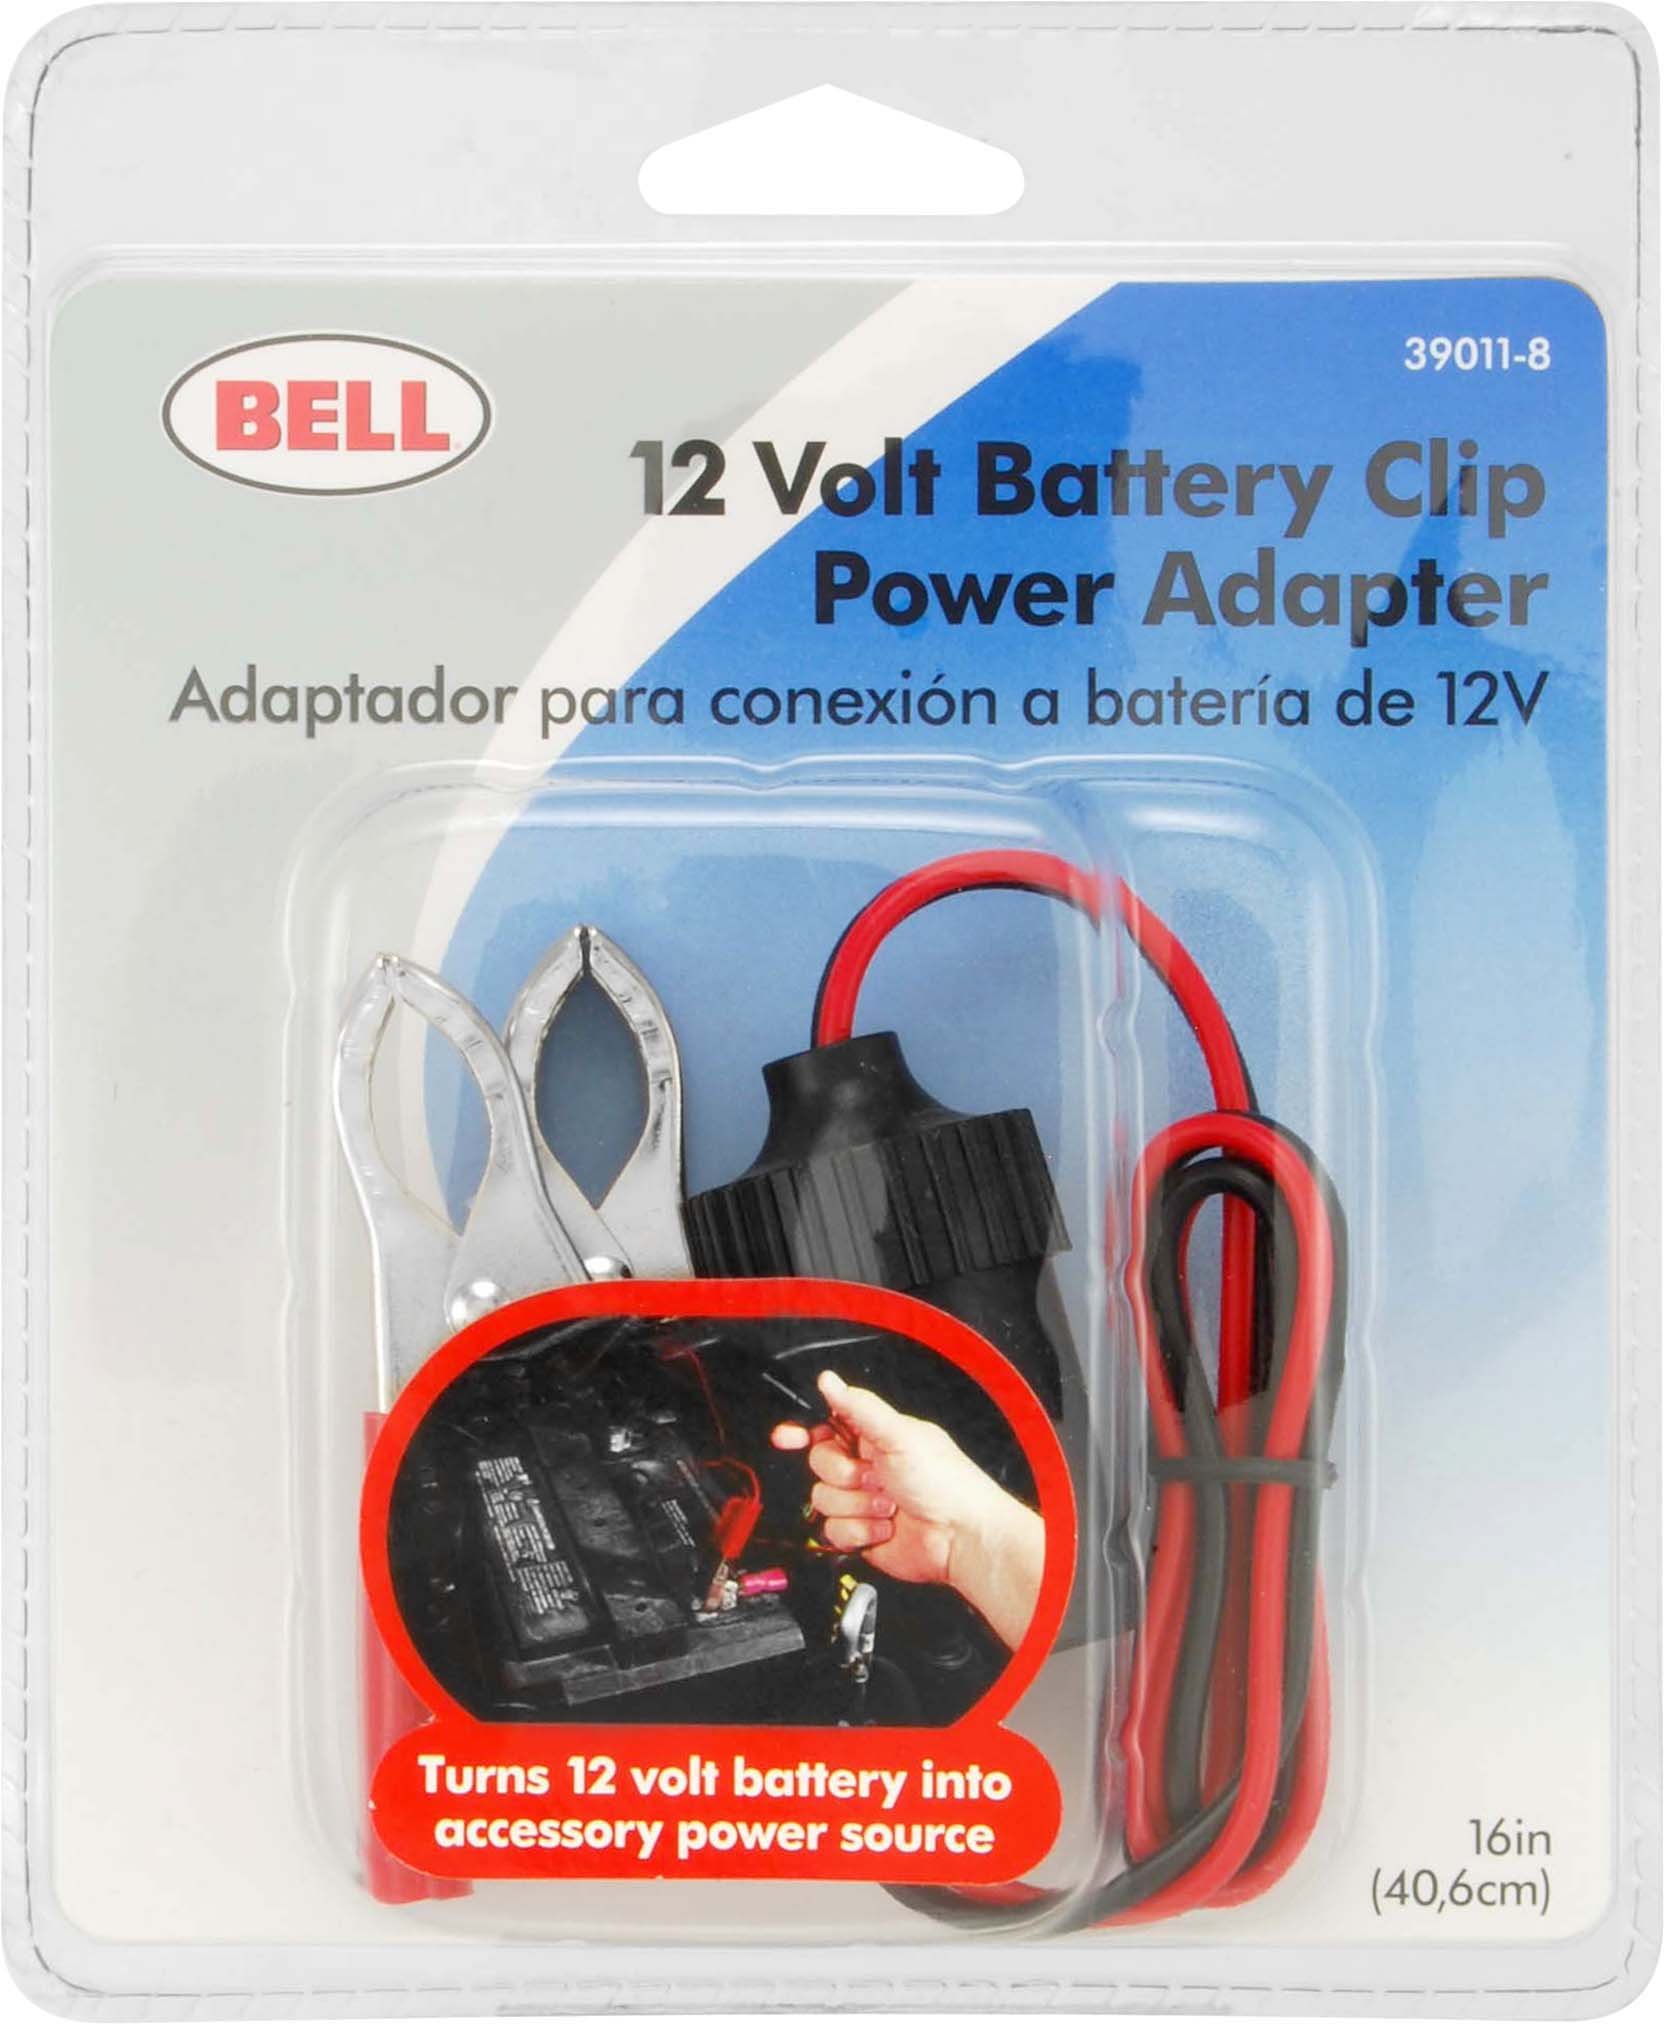 BELL
39011-8
12 Volt Battery Clip
Power Adapter
Adaptador para conexión a batería de 12V
Turns 12 volt battery into
accessory power source
16in
(40,6cm)